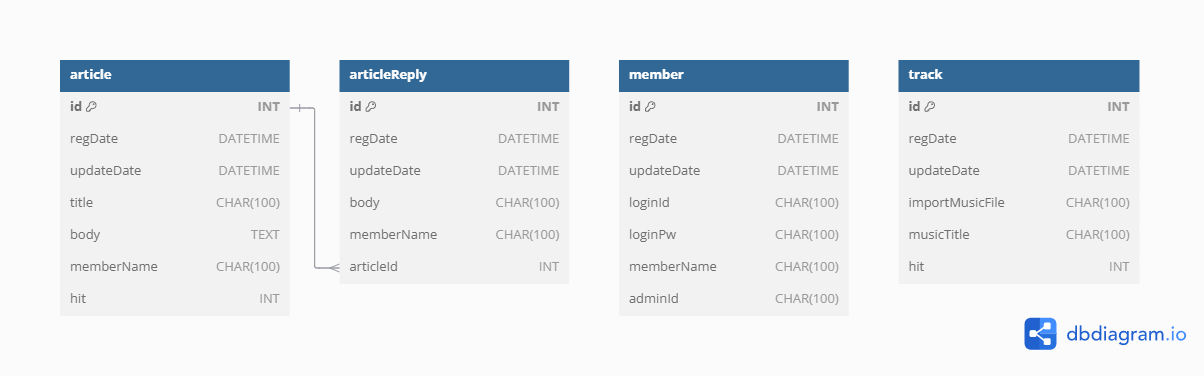 article
id INT
regDate DATETIME
updateDate DATETIME
title CHAR(100)
body TEXT
memberName CHAR(100)
hit INT
articleReply
id INT
regDate DATETIME
updateDate DATETIME
body CHAR(100)
memberName CHAR(100)
articleId INT
member
id INT
regDate DATETIME
updateDate DATETIME
loginId CHAR(100)
loginPw CHAR(100)
memberName CHAR(100)
adminId CHAR(100)
track
id INT
regDate DATETIME
updateDate DATETIME
importMusicFile CHAR(100)
musicTitle CHAR(100)
hit INT
dbdiagram.io